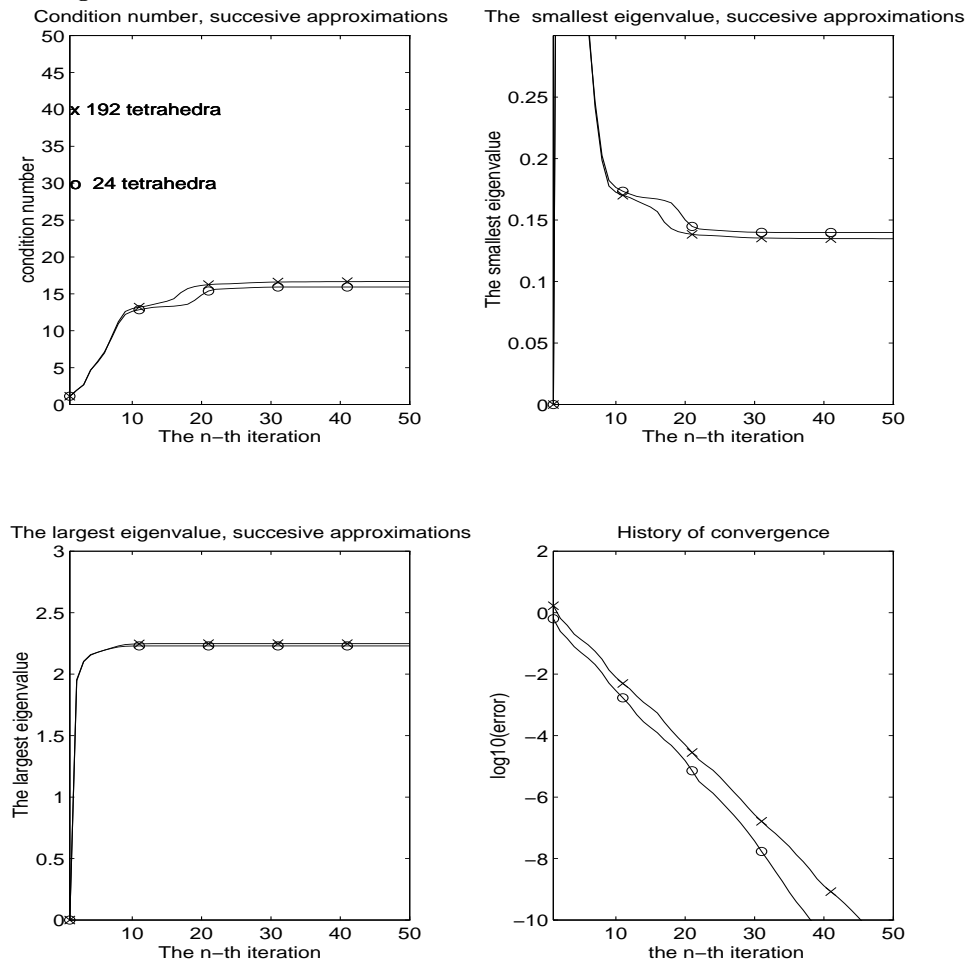 Condition number, succesive approximations
50
45
40
35
30
25
20
15
10
5
0
x 192 tetrahedra
o 24 tetrahedra
condition number
10 20 30 40 50
The n−th iteration
The smallest eigenvalue, succesive approximations
0.25
0.2
0.15
0.1
0.05
0
The smallest eigenvalue
10 20 30 40 50
The n−th iteration
The largest eigenvalue, succesive approximations
3
2.5
2
1.5
1
0.5
0
The largest eigenvalue
10 20 30 40 50
The n−th iteration
History of convergence
2
0
−2
−4
−6
−8
−10
log10(error)
10 20 30 40 50
the n−th iteration